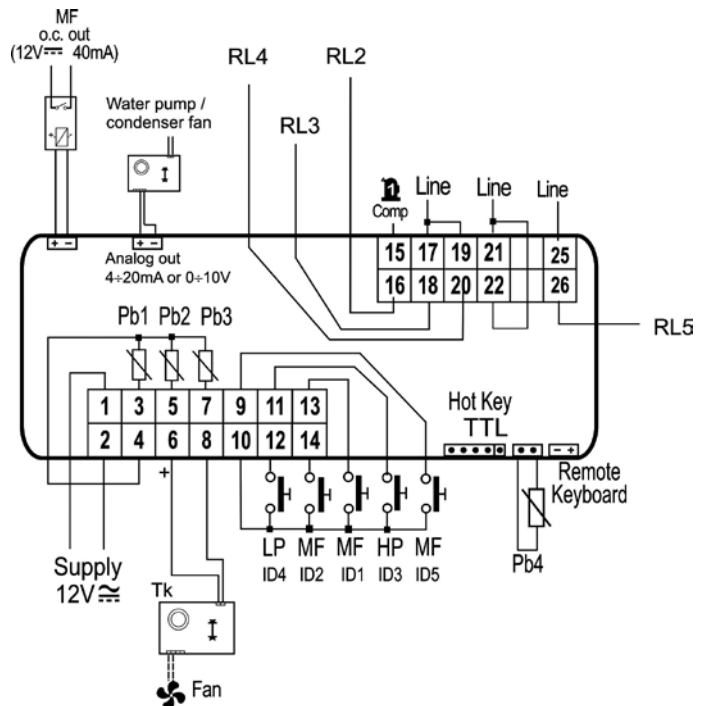 MF
o.c. out
(12V⎓ 40mA)
RL4
RL2
Water pump /
condenser fan
RL3
1
Comp
Line
Line
Line
+ -
+ -
15 17 19 21 25
16 18 20 22 26
Analog out
4÷20mA or 0÷10V
Pb1 Pb2 Pb3
RL5
1 3 5 7 9 11 13
2 4 6 8 10 12 14
Hot Key
TTL
- +
+
Remote
Keyboard
LP MF MF HP MF
ID4 ID2 ID1 ID3 ID5
Pb4
Supply
12V
Tk
Fan